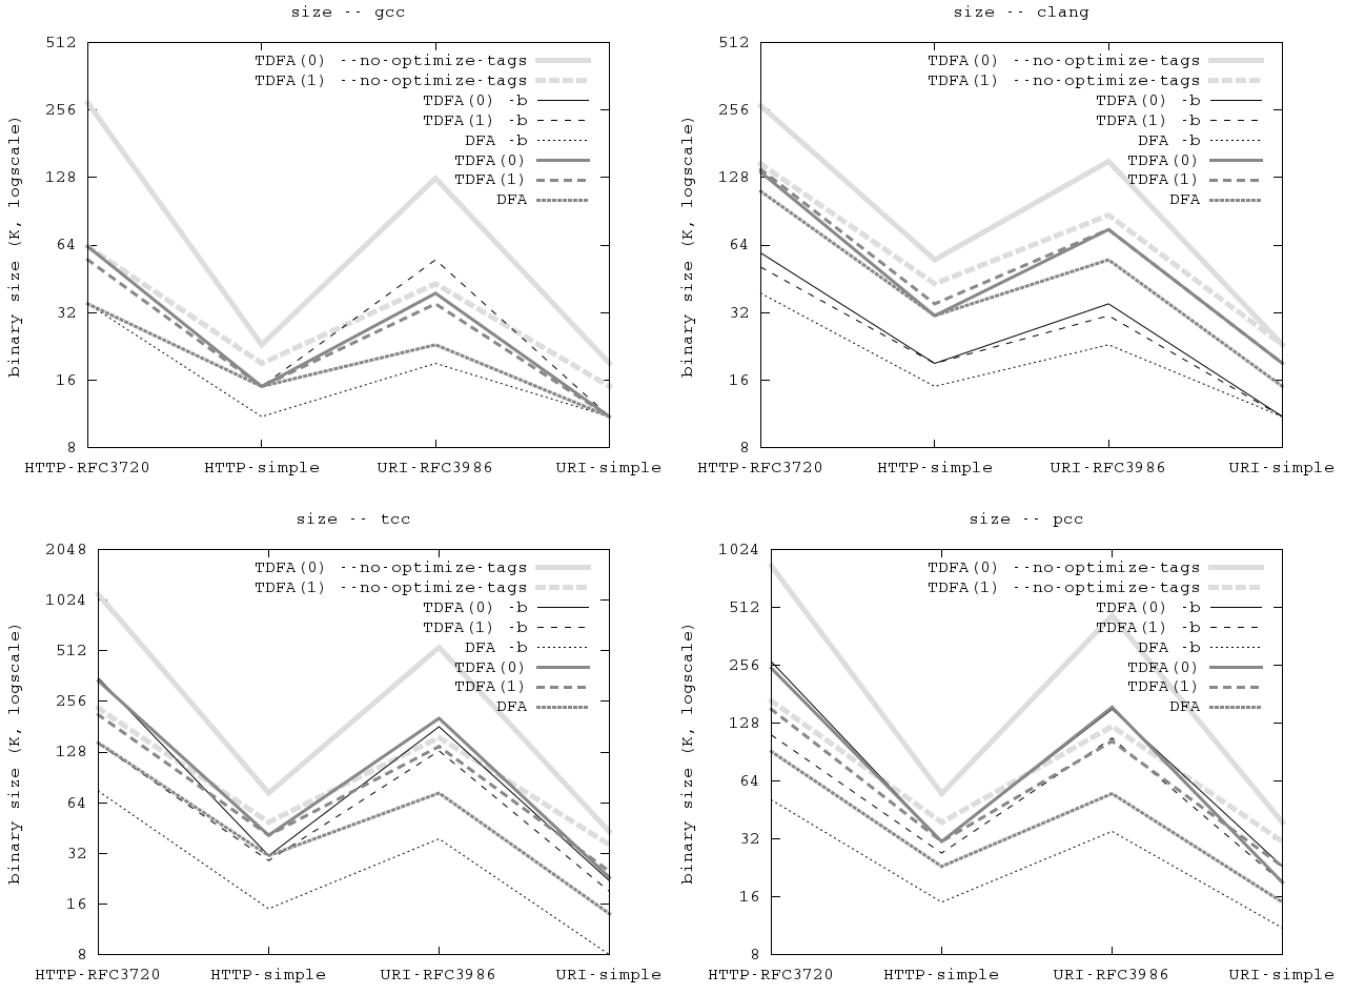 size -- gcc
binary size (K, logscale)
512
256
128
64
32
16
8
TDFA(0) --no-optimize-tags
TDFA(1) --no-optimize-tags
TDFA(0) -b
TDFA(1) -b
DFA -b
TDFA(0)
TDFA(1)
DFA
HTTP-RFC3720
HTTP-simple
URI-RFC3986
URI-simple
size -- clang
binary size (K, logscale)
512
256
128
64
32
16
8
TDFA(0) --no-optimize-tags
TDFA(1) --no-optimize-tags
TDFA(0) -b
TDFA(1) -b
DFA -b
TDFA(0)
TDFA(1)
DFA
HTTP-RFC3720
HTTP-simple
URI-RFC3986
URI-simple
size -- tcc
binary size (K, logscale)
2048
1024
512
256
128
64
32
16
8
TDFA(0) --no-optimize-tags
TDFA(1) --no-optimize-tags
TDFA(0) -b
TDFA(1) -b
DFA -b
TDFA(0)
TDFA(1)
DFA
HTTP-RFC3720
HTTP-simple
URI-RFC3986
URI-simple
size -- pcc
binary size (K, logscale)
1024
512
256
128
64
32
16
8
TDFA(0) --no-optimize-tags
TDFA(1) --no-optimize-tags
TDFA(0) -b
TDFA(1) -b
DFA -b
TDFA(0)
TDFA(1)
DFA
HTTP-RFC3720
HTTP-simple
URI-RFC3986
URI-simple